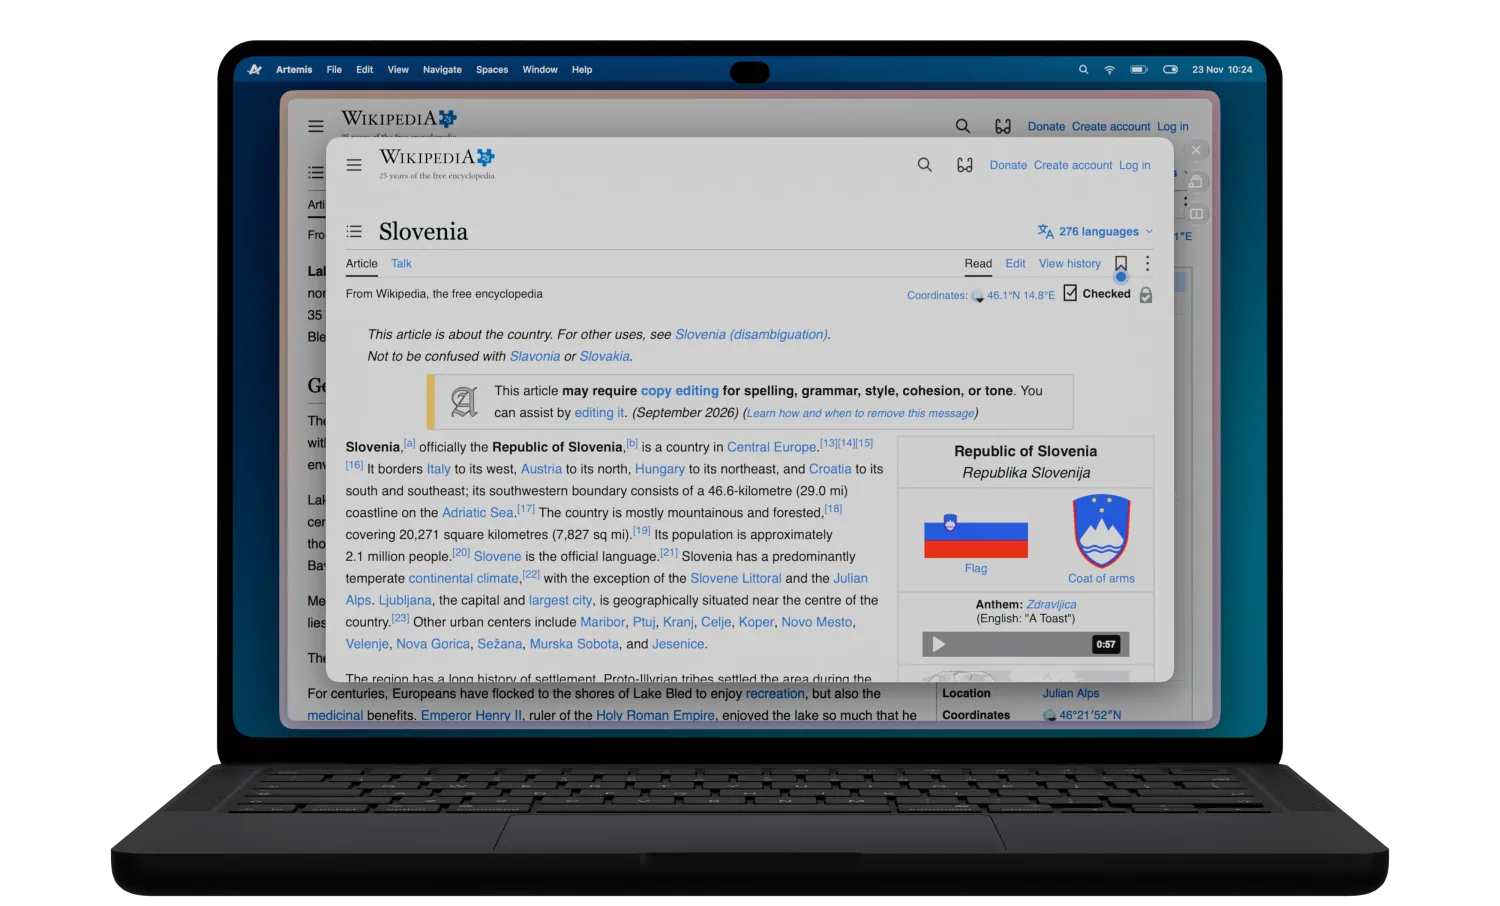 Artemis File Edit View Navigate Spaces Window Help
23 Nov 10:24
WIKIPEDIA
Donate Create account Log in
WIKIPEDIA
25 years of the free encyclopedia
Donate Create account Log in
Slovenia
276 languages
Article Talk
Read Edit View history
From Wikipedia, the free encyclopedia
Coordinates: 46.1°N 14.8°E Checked
This article is about the country. For other uses, see Slovenia (disambiguation).
Not to be confused with Slavonia or Slovakia.
This article may require copy editing for spelling, grammar, style, cohesion, or tone. You
can assist by editing it. (September 2026) (Learn how and when to remove this message)
Slovenia,[a] officially the Republic of Slovenia,[b] is a country in Central Europe.[13][14][15]
[16] It borders Italy to its west, Austria to its north, Hungary to its northeast, and Croatia to its
south and southeast; its southwestern boundary consists of a 46.6-kilometre (29.0 mi)
coastline on the Adriatic Sea.[17] The country is mostly mountainous and forested,[18]
covering 20,271 square kilometres (7,827 sq mi).[19] Its population is approximately
2.1 million people.[20] Slovene is the official language.[21] Slovenia has a predominantly
temperate continental climate,[22] with the exception of the Slovene Littoral and the Julian
Alps. Ljubljana, the capital and largest city, is geographically situated near the centre of the
country.[23] Other urban centers include Maribor, Ptuj, Kranj, Celje, Koper, Novo Mesto,
Velenje, Nova Gorica, Sežana, Murska Sobota, and Jesenice.
The region has a long history of settlement. Proto-Illyrian tribes settled the area during the
Republic of Slovenia
Republika Slovenija
Flag
Coat of arms
Anthem: Zdravljica
(English: "A Toast")
0:57
For centuries, Europeans have flocked to the shores of Lake Bled to enjoy recreation, but also the
medicinal benefits. Emperor Henry II, ruler of the Holy Roman Empire, enjoyed the lake so much that he
Location Julian Alps
Coordinates 46°21′52″N